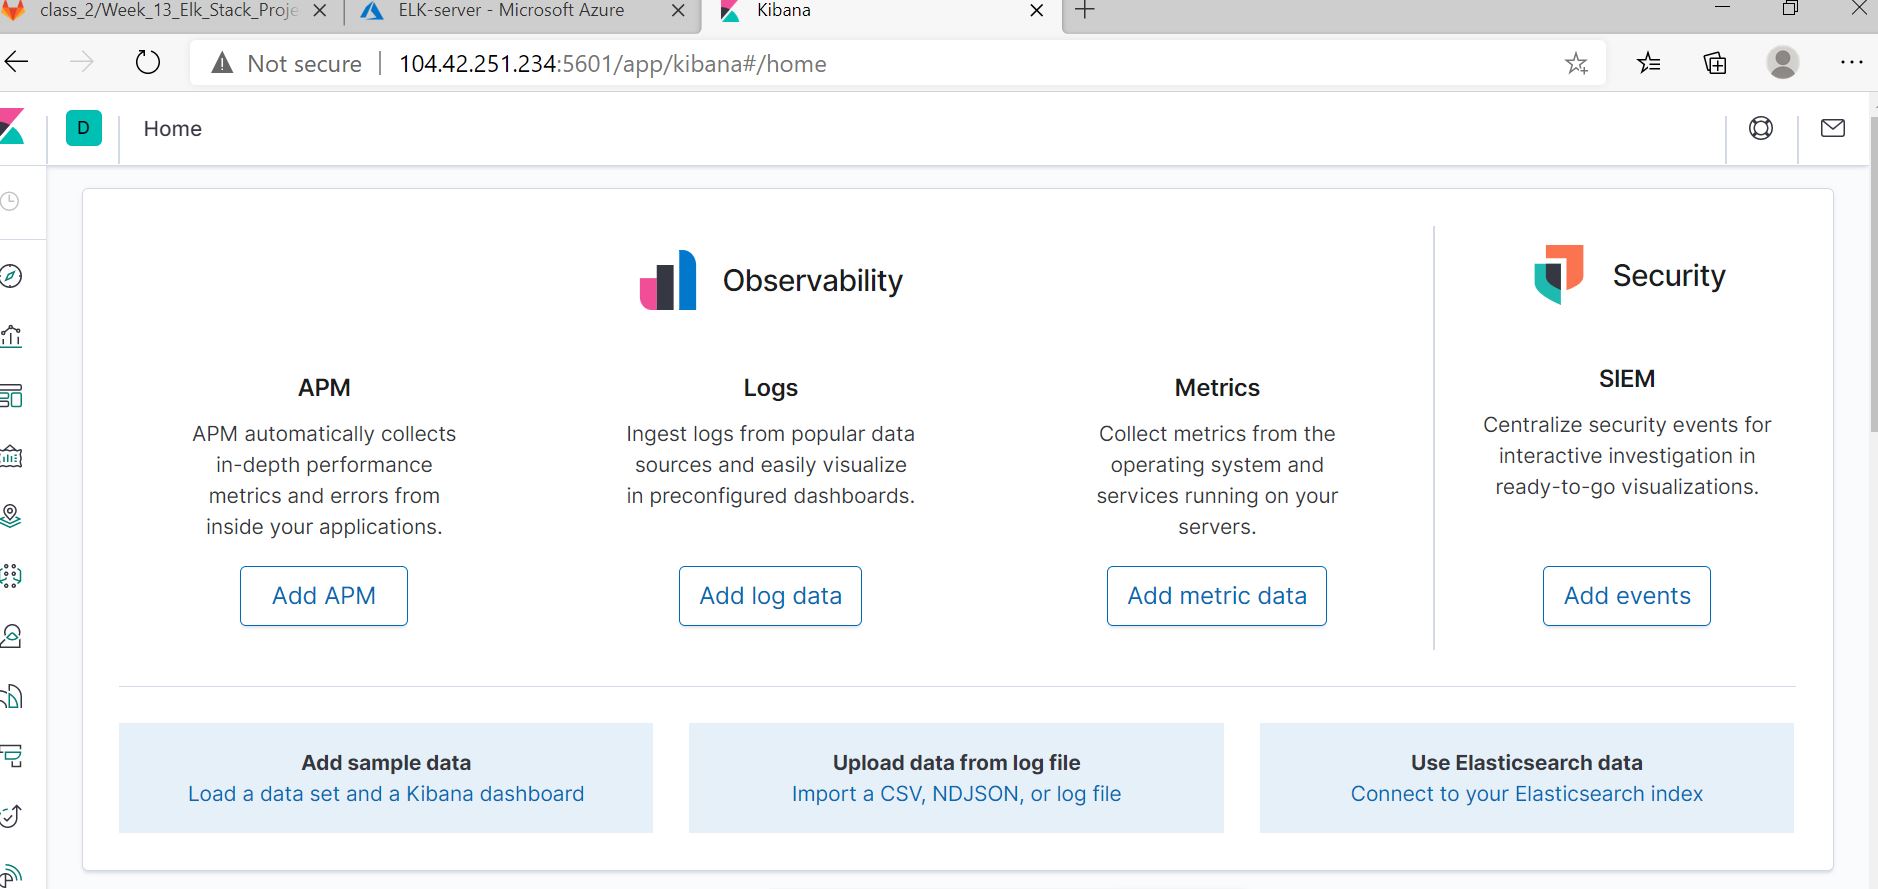 class_2/Week_13_Elk_Stack_Proje
ELK-server - Microsoft Azure
Kibana
Not secure
104.42.251.234:5601/app/kibana#/home
D
Home
Observability
Security
APM
APM automatically collects
in-depth performance
metrics and errors from
inside your applications.
Add APM
Logs
Ingest logs from popular data
sources and easily visualize
in preconfigured dashboards.
Add log data
Metrics
Collect metrics from the
operating system and
services running on your
servers.
Add metric data
SIEM
Centralize security events for
interactive investigation in
ready-to-go visualizations.
Add events
Add sample data
Load a data set and a Kibana dashboard
Upload data from log file
Import a CSV, NDJSON, or log file
Use Elasticsearch data
Connect to your Elasticsearch index